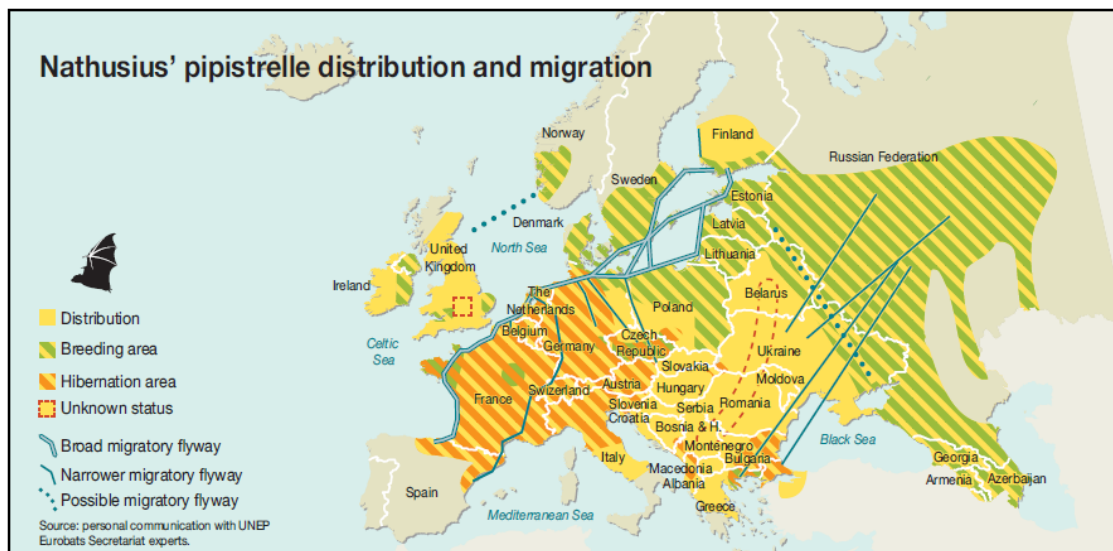 Nathusius' pipistrelle distribution and migration
Norway
Finland
Russian Federation
Sweden
Estonia
Denmark
North Sea
Latvia
United
Kingdom
Lithuania
Ireland
The
Netherlands
Belarus
Poland
Belgium
Germany
Czech
Republic
Celtic
Sea
Ukraine
Slovakia
Austria
Hungary
Moldova
France
Swizerland
Slovenia
Croatia
Serbia
Romania
Bosnia & H.
Montenegro
Bulgaria
Black Sea
Italy
Macedonia
Albania
Georgia
Armenia
Azerbaijan
Spain
Mediterranean Sea
Greece
Distribution
Breeding area
Hibernation area
Unknown status
Broad migratory flyway
Narrower migratory flyway
Possible migratory flyway
Source: personal communication with UNEP
Eurobats Secretariat experts.